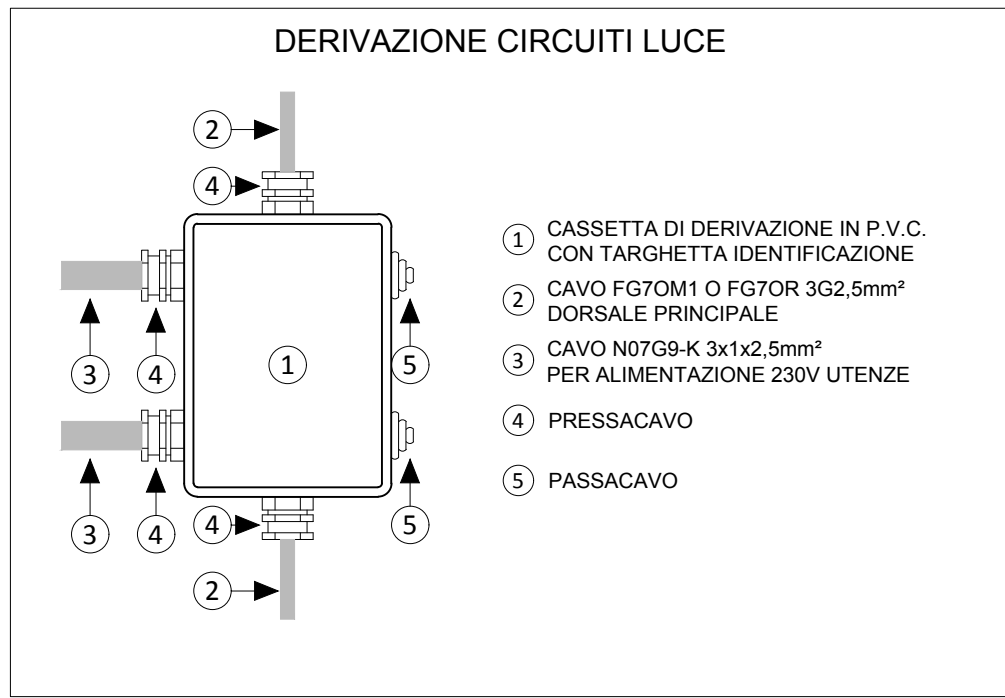 DERIVAZIONE CIRCUITI LUCE
2
4
3
4
1
5
3
4
4
5
2
1 CASSETTA DI DERIVAZIONE IN P.V.C.
CON TARGHETTA IDENTIFICAZIONE
2 CAVO FG7OM1 O FG7OR 3G2,5mm²
DORSALE PRINCIPALE
3 CAVO N07G9-K 3x1x2,5mm²
PER ALIMENTAZIONE 230V UTENZE
4 PRESSACAVO
5 PASSACAVO